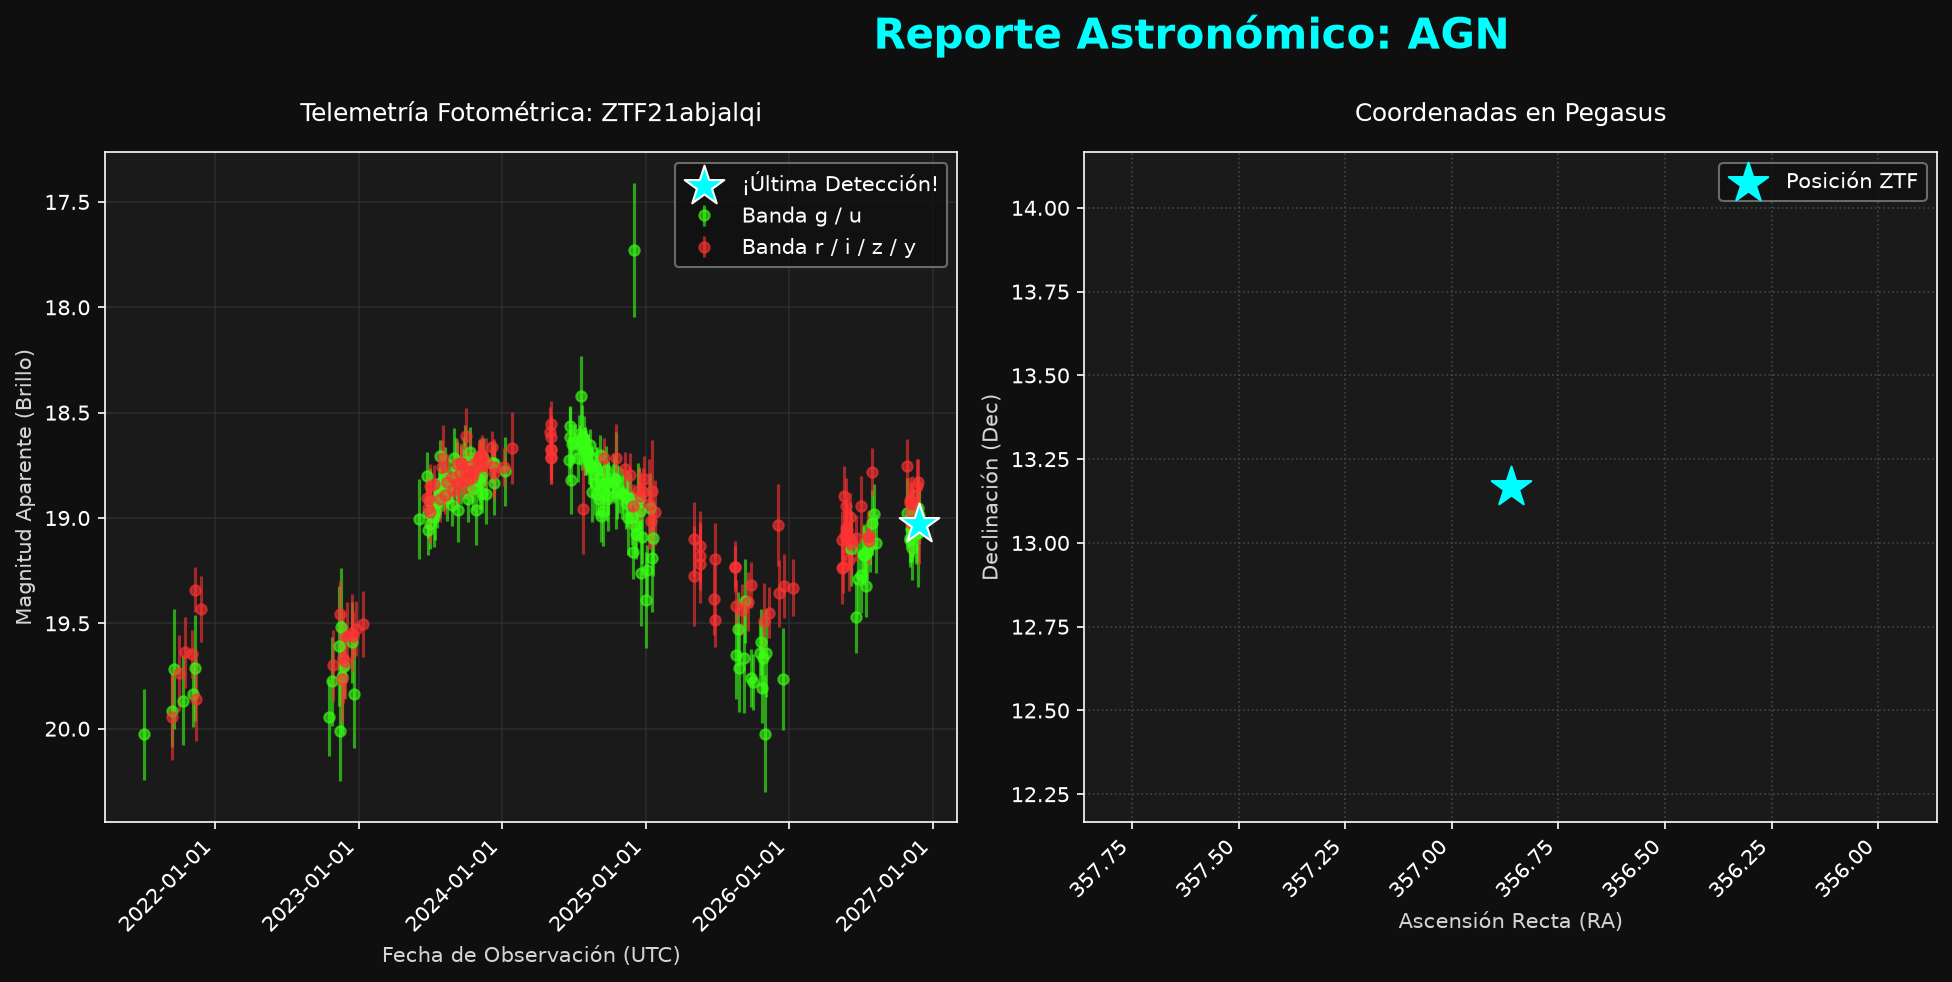 Reporte Astronómico: AGN
Telemetría Fotométrica: ZTF21abjalqi
¡Última Detección!
Banda g / u
Banda r / i / z / y
Magnitud Aparente (Brillo)
17.5
18.0
18.5
19.0
19.5
20.0
2022-01-01
2023-01-01
2024-01-01
2025-01-01
2026-01-01
2027-01-01
Fecha de Observación (UTC)
Coordenadas en Pegasus
Posición ZTF
Declinación (Dec)
14.00
13.75
13.50
13.25
13.00
12.75
12.50
12.25
357.75
357.50
357.25
357.00
356.75
356.50
356.25
356.00
Ascensión Recta (RA)